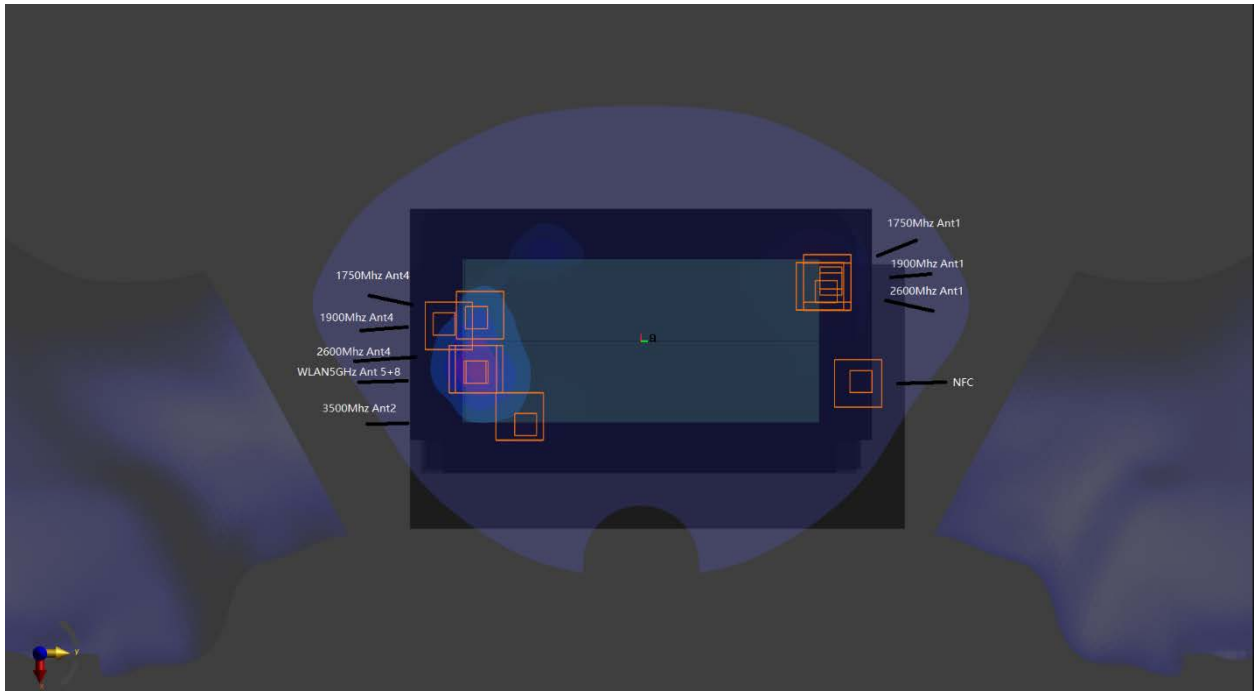 1750Mhz Ant1
1900Mhz Ant1
2600Mhz Ant1
1750Mhz Ant4
1900Mhz Ant4
2600Mhz Ant4
WLAN5GHz Ant 5+8
3500Mhz Ant2
NFC
y